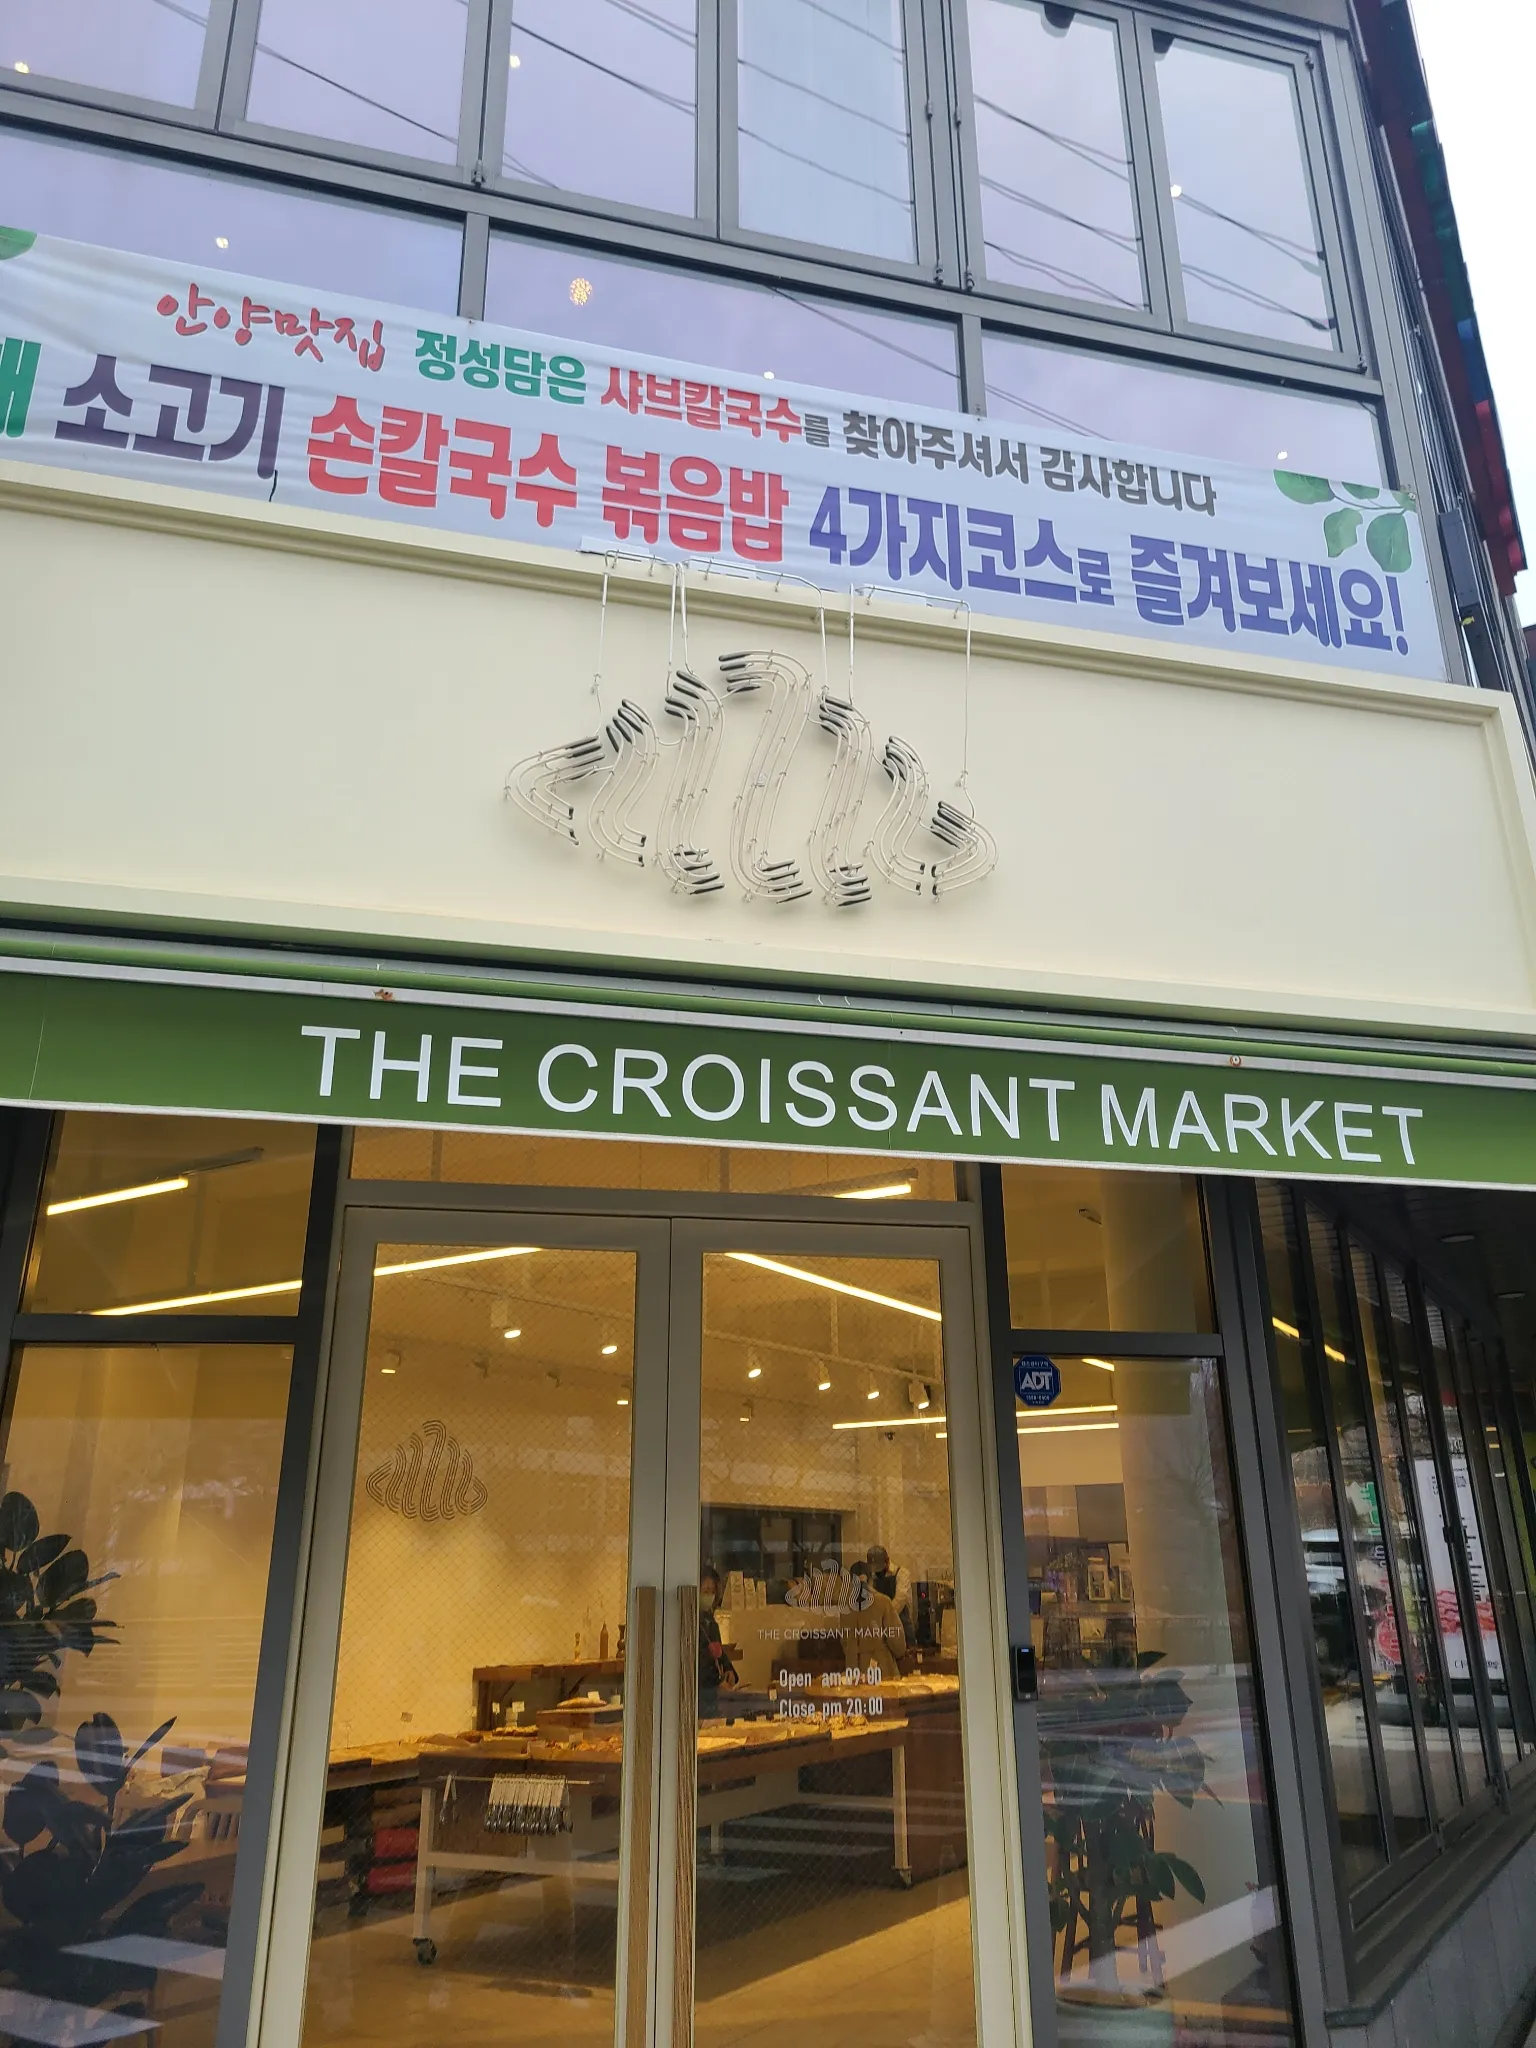 안양맛집 정성담은 샤브칼국수를 찾아주셔서 감사합니다
소고기 손칼국수 볶음밥 4가지코스로 즐겨보세요!
THE CROISSANT MARKET
ADT
THE CROISSANT MARKET
Open am 09:00
Close pm 20:00